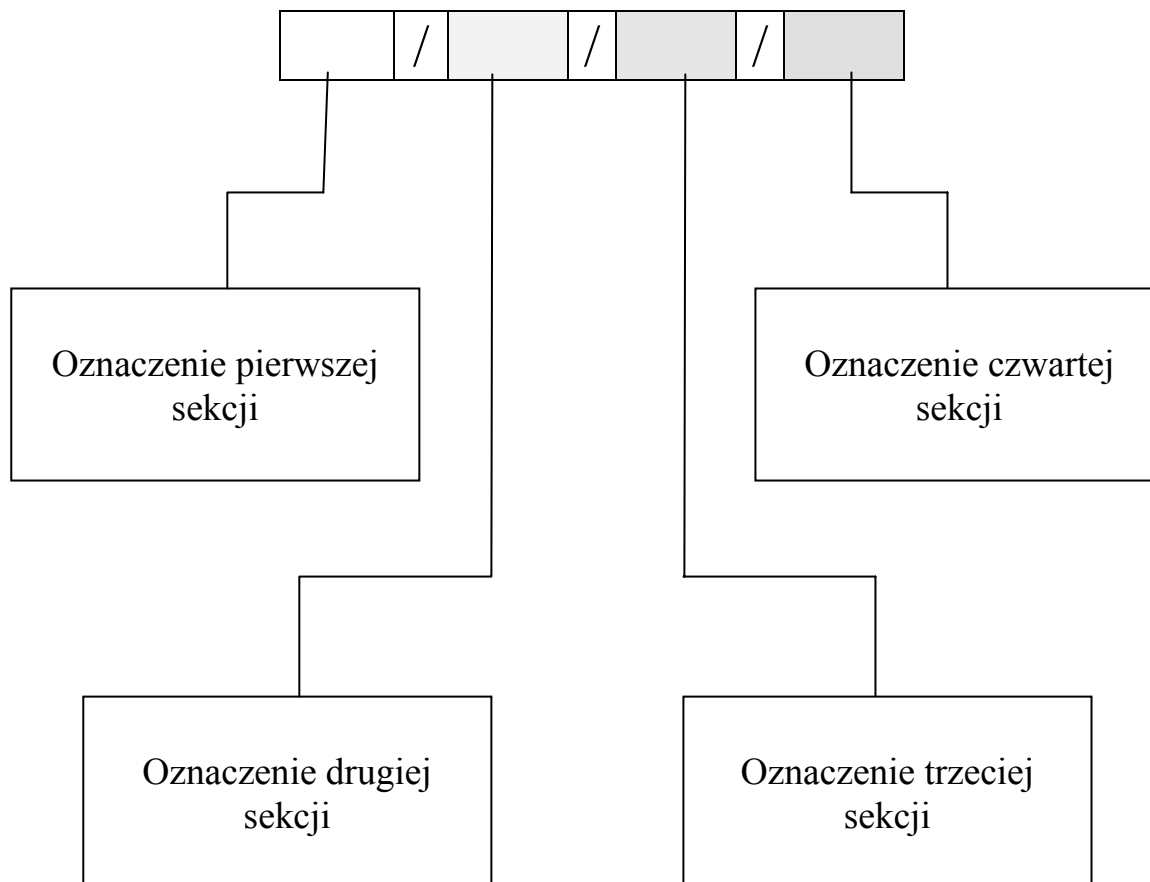 / / /
Oznaczenie pierwszej
sekcji
Oznaczenie czwartej
sekcji
Oznaczenie drugiej
sekcji
Oznaczenie trzeciej
sekcji